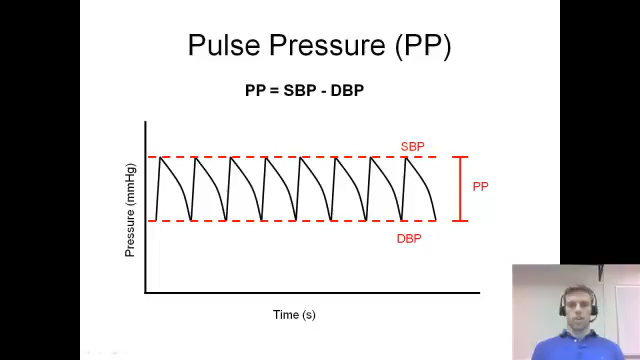 Pulse Pressure (PP)
PP = SBP - DBP
SBP
PP
Pressure (mmHg)
DBP
Time (s)